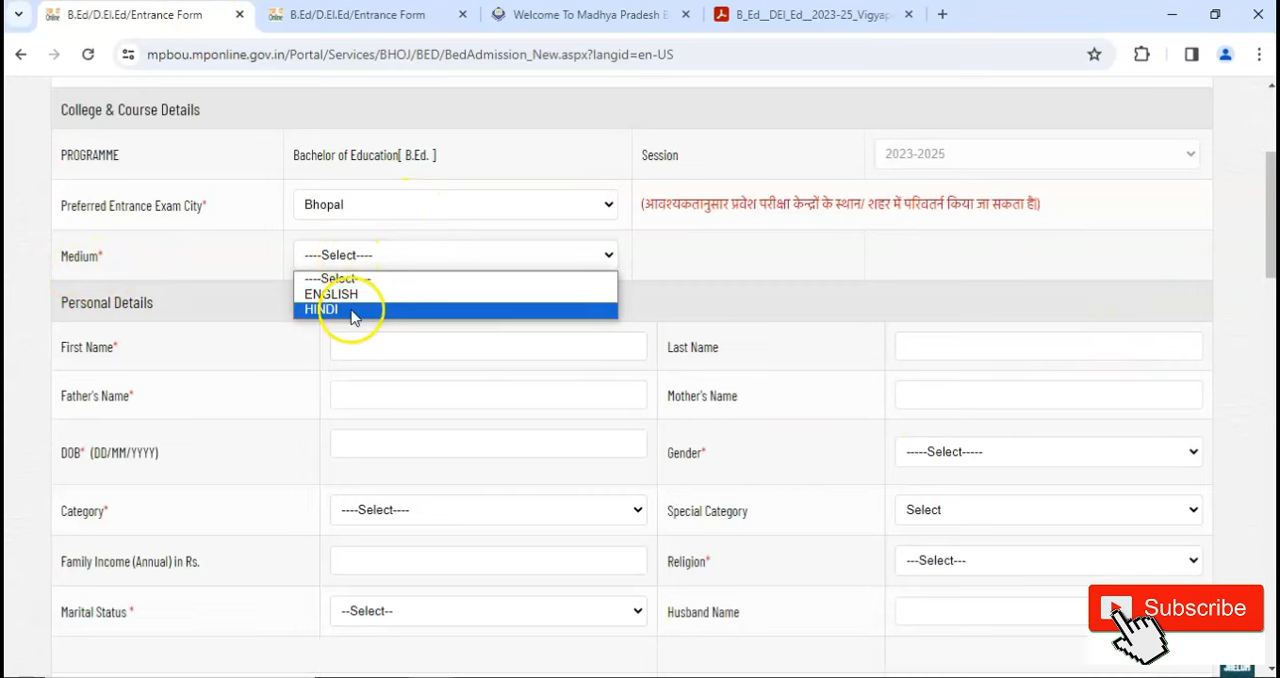 B.Ed/D.El.Ed/Entrance Form
B.Ed/D.El.Ed/Entrance Form
Welcome To Madhya Pradesh
B_Ed__DEl_Ed__2023-25_Vigyap
mpbou.mponline.gov.in/Portal/Services/BHOJ/BED/BedAdmission_New.aspx?langid=en-US
College & Course Details
PROGRAMME Bachelor of Education[ B.Ed. ] Session 2023-2025
Preferred Entrance Exam City* Bhopal (आवश्यकतानुसार प्रवेश परीक्षा केन्द्रों के स्थान/ शहर में परिवर्तन किया जा सकता है|)
Medium* ----Select----
----Select----
ENGLISH
HINDI
Personal Details
First Name* Last Name
Father's Name* Mother's Name
DOB* (DD/MM/YYYY) Gender* -----Select-----
Category* ----Select---- Special Category Select
Family Income (Annual) in Rs. Religion* ---Select---
Marital Status * --Select-- Husband Name
Subscribe